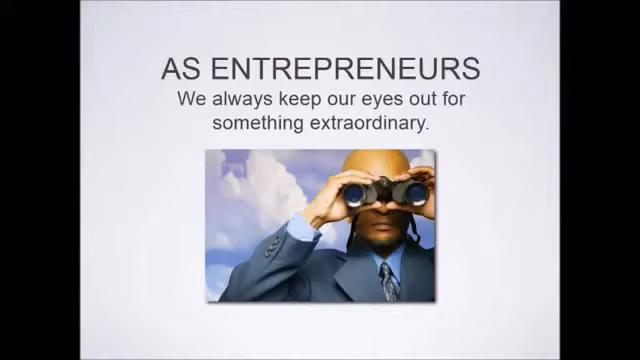 AS ENTREPRENEURS
We always keep our eyes out for
something extraordinary.